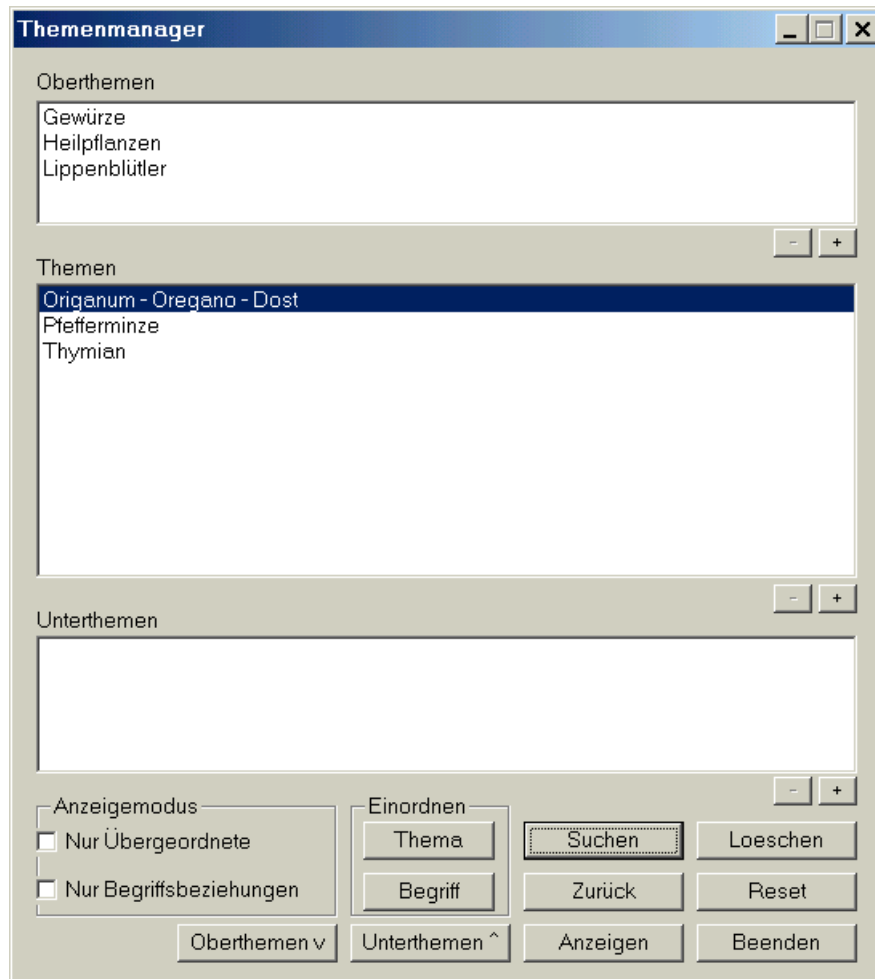 Themenmanager
Oberthemen
Gewürze
Heilpflanzen
Lippenblütler
- +
Themen
Origanum - Oregano - Dost
Pfefferminze
Thymian
- +
Unterthemen
- +
Anzeigemodus
Nur Übergeordnete
Nur Begriffsbeziehungen
Einordnen
Thema
Begriff
Suchen
Loeschen
Zurück
Reset
Oberthemen v
Unterthemen ^
Anzeigen
Beenden